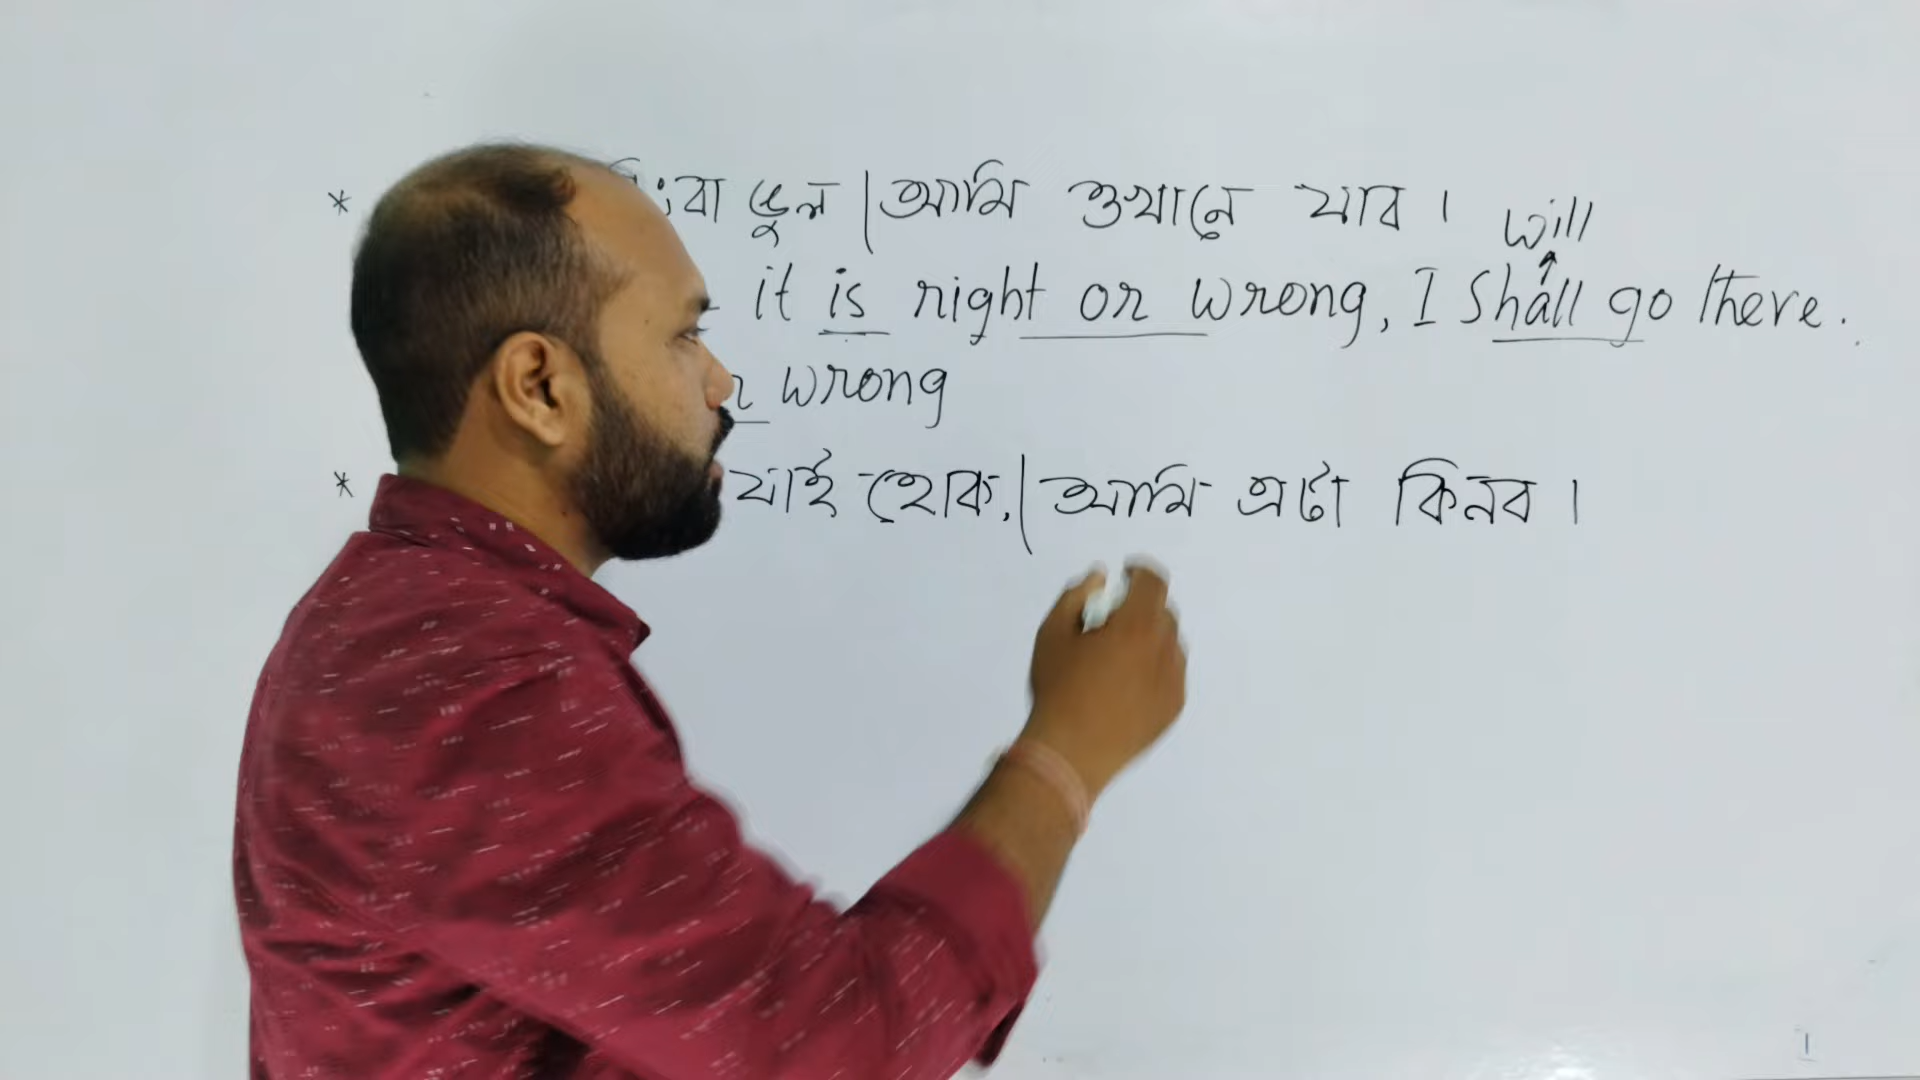 * কিংবা ভুল | আমি ওখানে যাব ।
will
it is right or wrong, I shall go there.
wrong
* যাই হোক, | আমি এটা কিনব ।